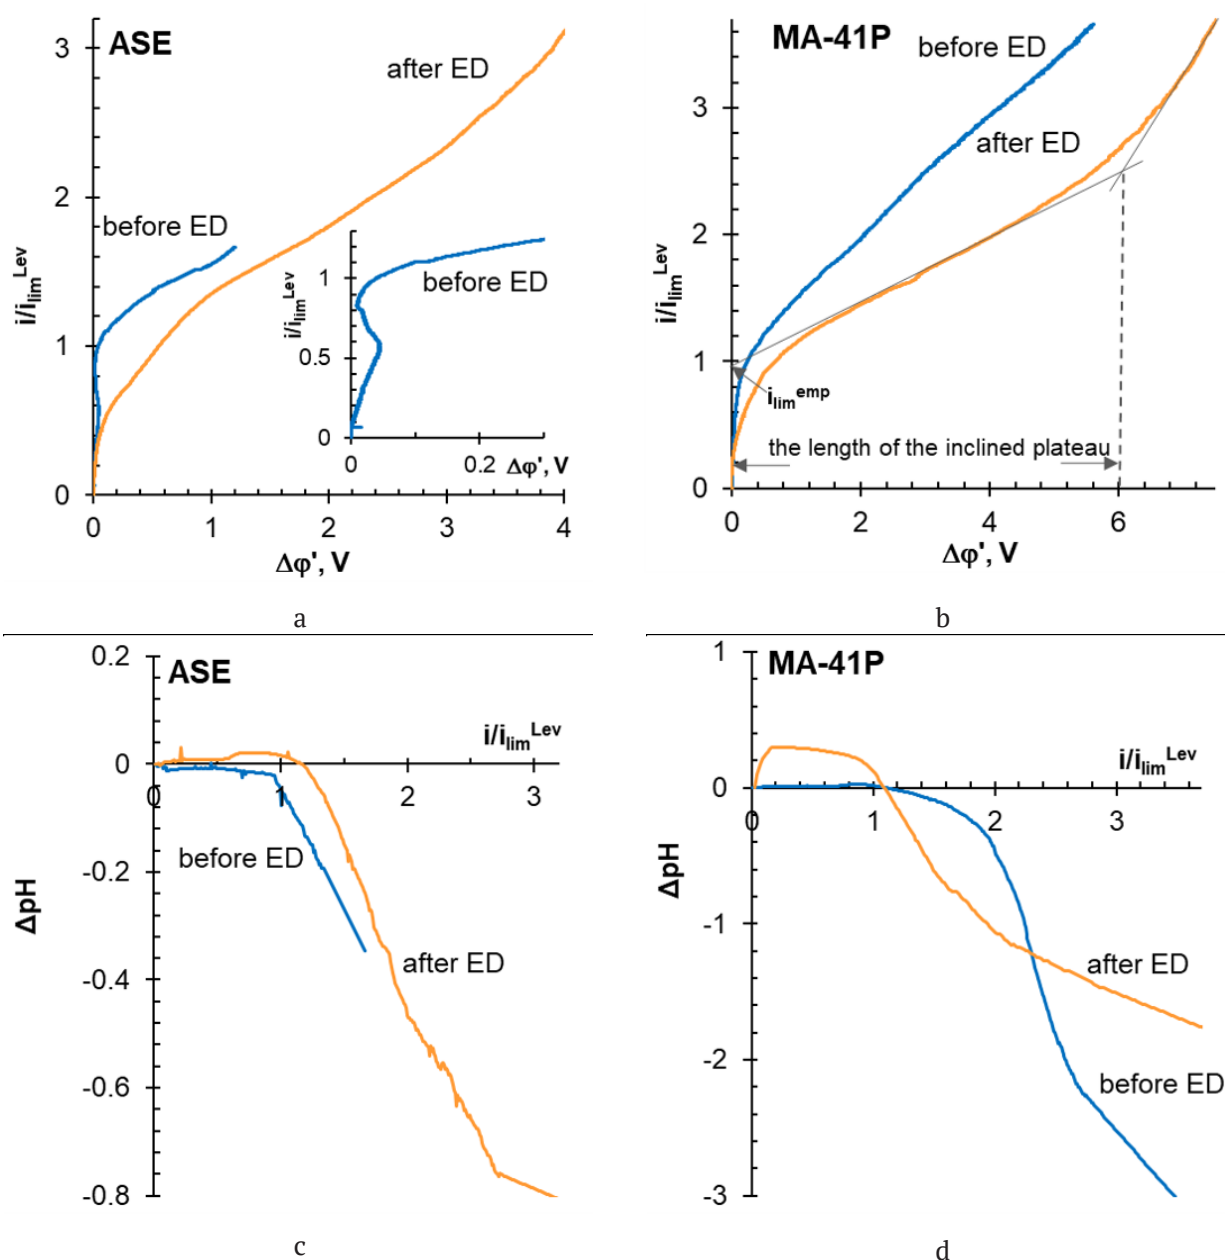 ASE
after ED
before ED
i/i_lim^Lev
3
2
1
0
0 1 2 3 4
Δφ', V
before ED
i/i_lim^Lev
1
0.5
0
0 0.2
Δφ', V
a
MA-41P
before ED
after ED
i/i_lim^Lev
3
2
1
0
i_lim^emp
the length of the inclined plateau
0 2 4 6
Δφ', V
b
ASE
i/i_lim^Lev
0.2
0
-0.2
-0.4
-0.6
-0.8
0 1 2 3
ΔpH
before ED
after ED
c
MA-41P
i/i_lim^Lev
1
0
-1
-2
-3
0 1 2 3
ΔpH
after ED
before ED
d